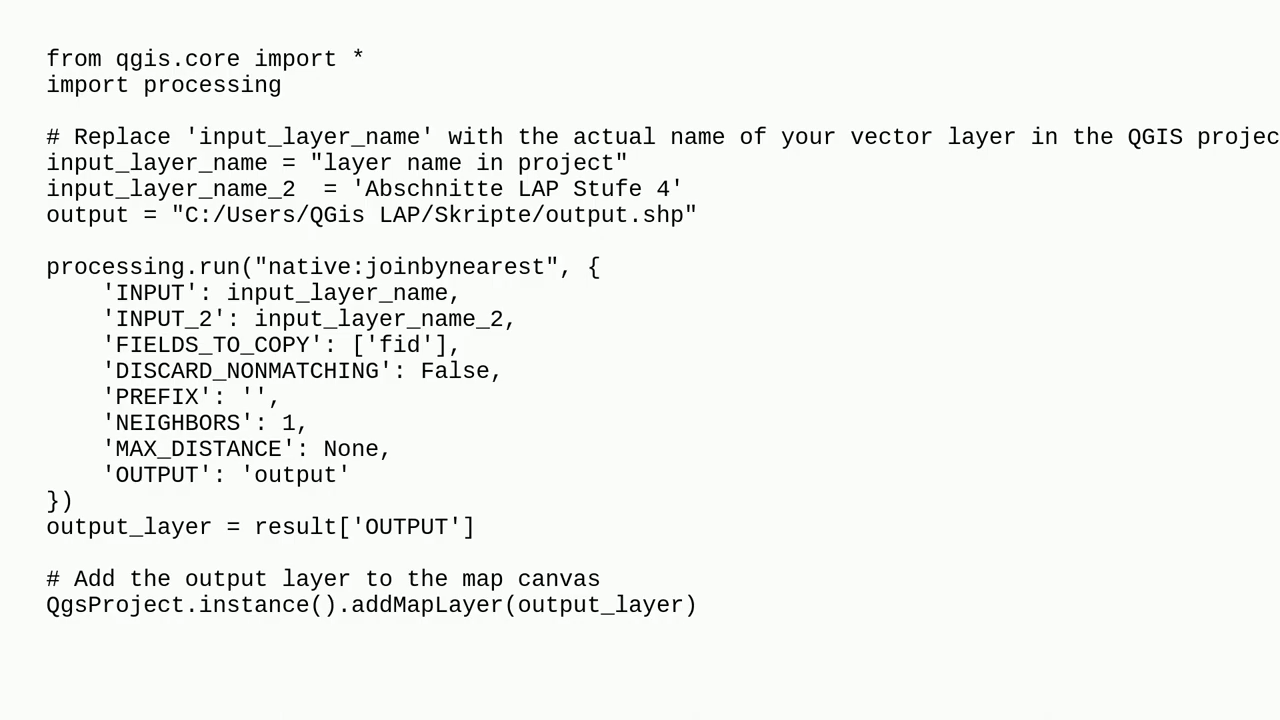 from qgis.core import *
import processing

# Replace 'input_layer_name' with the actual name of your vector layer in the QGIS projec
input_layer_name = "layer name in project"
input_layer_name_2  = 'Abschnitte LAP Stufe 4'
output = "C:/Users/QGis LAP/Skripte/output.shp"

processing.run("native:joinbynearest", {
    'INPUT': input_layer_name,
    'INPUT_2': input_layer_name_2,
    'FIELDS_TO_COPY': ['fid'],
    'DISCARD_NONMATCHING': False,
    'PREFIX': '',
    'NEIGHBORS': 1,
    'MAX_DISTANCE': None,
    'OUTPUT': 'output'
})
output_layer = result['OUTPUT']

# Add the output layer to the map canvas
QgsProject.instance().addMapLayer(output_layer)